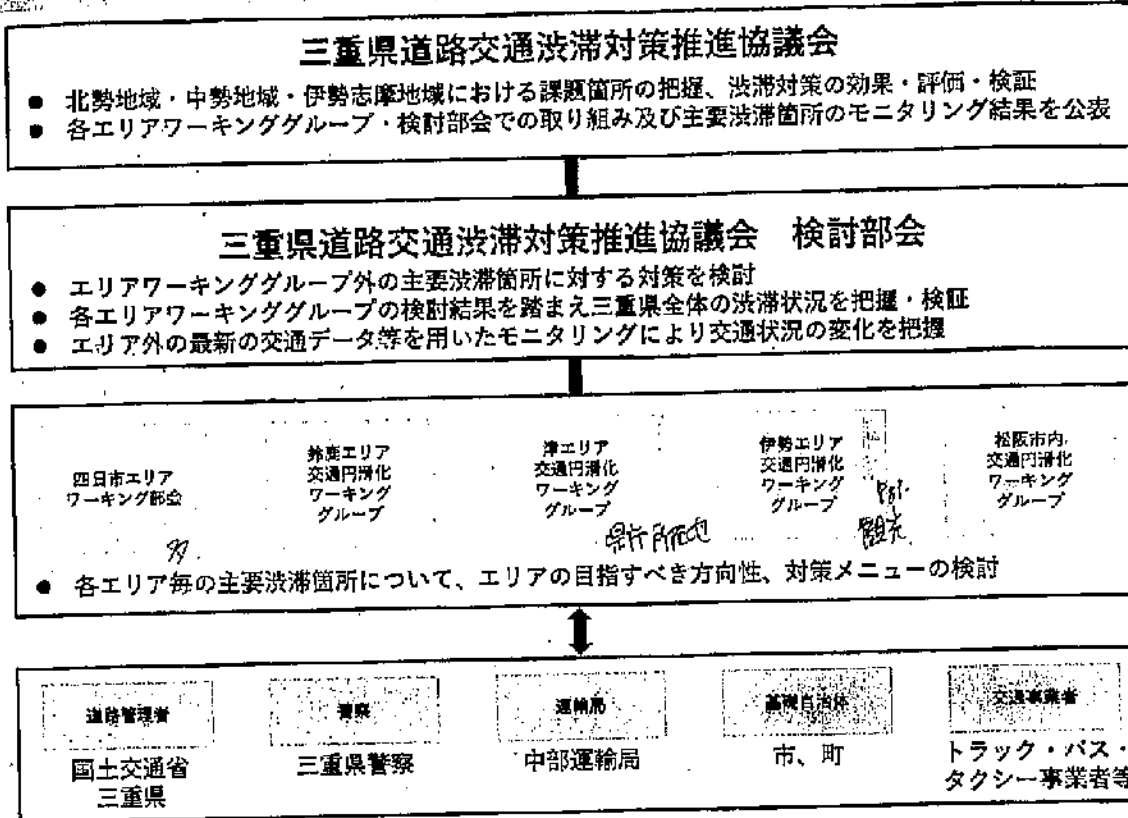 三重県道路交通渋滞対策推進協議会
● 北勢地域・中勢地域・伊勢志摩地域における課題箇所の把握、渋滞対策の効果・評価・検証
● 各エリアワーキンググループ・検討部会での取り組み及び主要渋滞箇所のモニタリング結果を公表
三重県道路交通渋滞対策推進協議会　検討部会
● エリアワーキンググループ外の主要渋滞箇所に対する対策を検討
● 各エリアワーキンググループの検討結果を踏まえ三重県全体の渋滞状況を把握・検証
● エリア外の最新の交通データ等を用いたモニタリングにより交通状況の変化を把握
四日市エリア
ワーキング部会
鈴鹿エリア
交通円滑化
ワーキング
グループ
津エリア
交通円滑化
ワーキング
グループ
伊勢エリア
交通円滑化
ワーキング
グループ
松阪市内
交通円滑化
ワーキング
グループ
県庁所在地
観光
● 各エリア毎の主要渋滞箇所について、エリアの目指すべき方向性、対策メニューの検討
道路管理者
国土交通省
三重県
警察
三重県警察
運輸局
中部運輸局
基礎自治体
市、町
交通事業者
トラック・バス・
タクシー事業者等